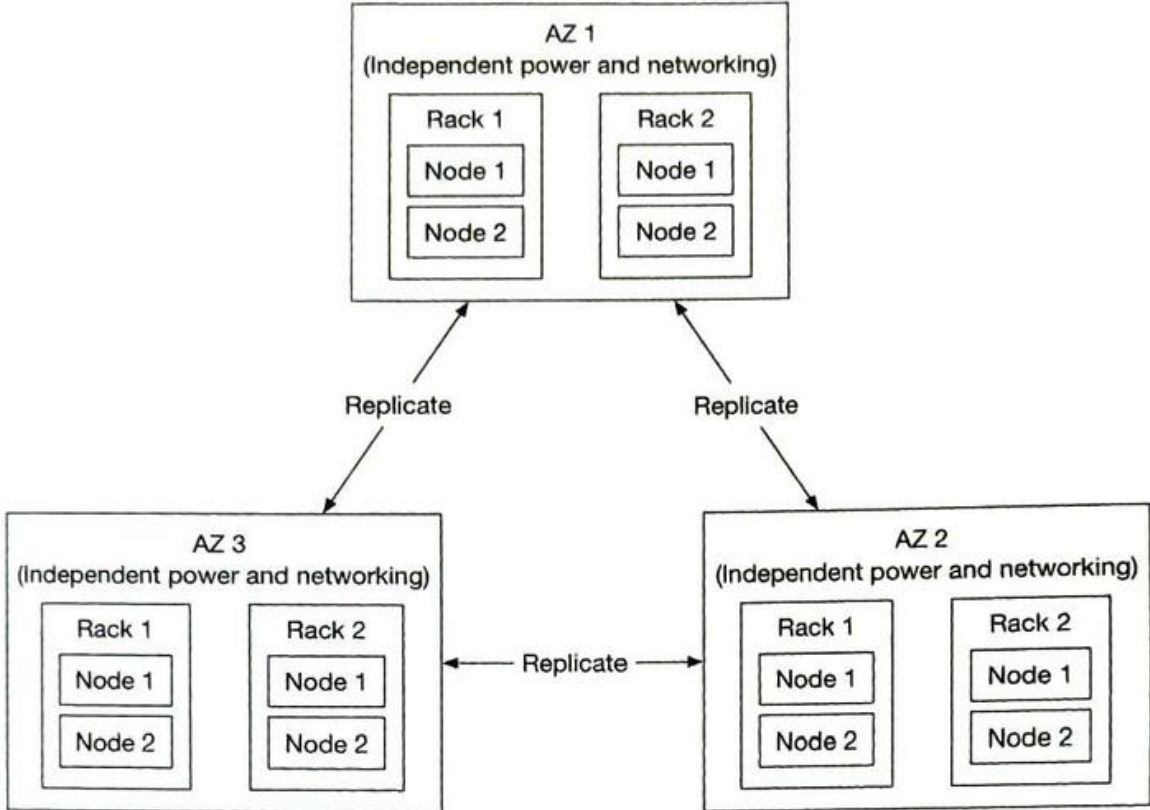 AZ 1
(Independent power and networking)
Rack 1
Node 1
Node 2
Rack 2
Node 1
Node 2
Replicate
Replicate
AZ 3
(Independent power and networking)
Rack 1
Node 1
Node 2
Rack 2
Node 1
Node 2
Replicate
AZ 2
(Independent power and networking)
Rack 1
Node 1
Node 2
Rack 2
Node 1
Node 2